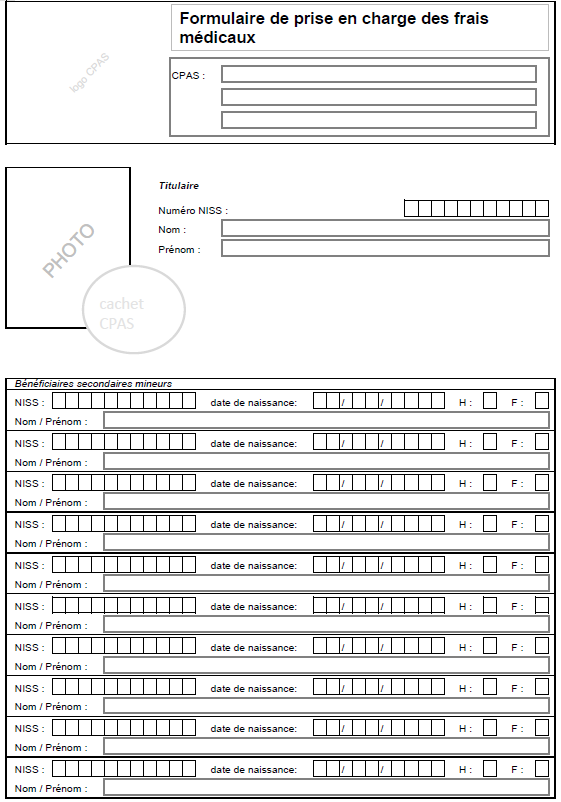 Formulaire de prise en charge des frais
médicaux
logo CPAS
CPAS :
PHOTO
Titulaire
Numéro NISS :
Nom :
Prénom :
cachet
CPAS
Bénéficiaires secondaires mineurs
NISS : date de naissance: / / H : F :
Nom / Prénom :
NISS : date de naissance: / / H : F :
Nom / Prénom :
NISS : date de naissance: / / H : F :
Nom / Prénom :
NISS : date de naissance: / / H : F :
Nom / Prénom :
NISS : date de naissance: / / H : F :
Nom / Prénom :
NISS : date de naissance: / / H : F :
Nom / Prénom :
NISS : date de naissance: / / H : F :
Nom / Prénom :
NISS : date de naissance: / / H : F :
Nom / Prénom :
NISS : date de naissance: / / H : F :
Nom / Prénom :
NISS : date de naissance: / / H : F :
Nom / Prénom :